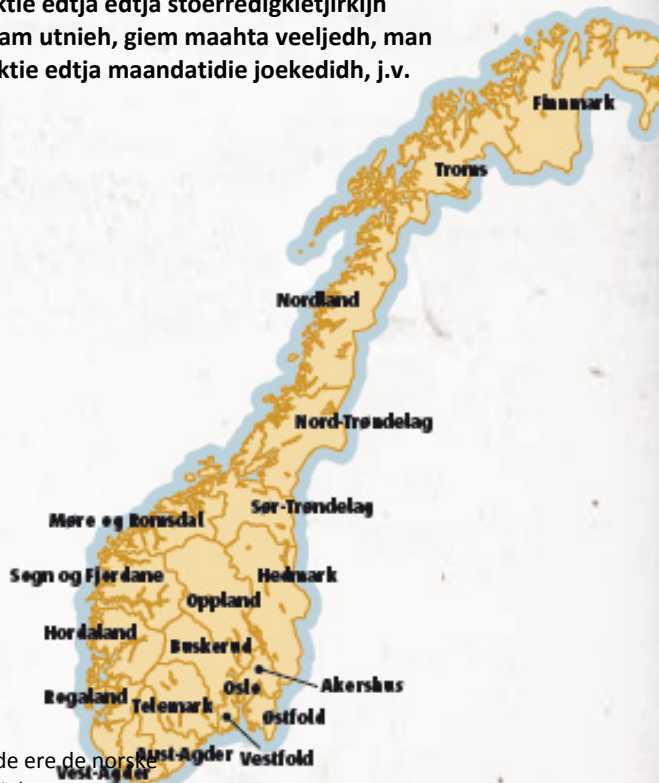 ktie edtja edtja stoerredigkietjirkijh
am utnieh, giem maahta veeljedh, man
ktie edtja maandatidie joekedidh, j.v.
Finnmark
Troms
Nordland
Nord-Trøndelag
Sør-Trøndelag
Møre og Romsdal
Sogn og Fjordane
Hedmark
Oppland
Hordaland
Buskerud
Oslo
Akershus
Rogaland
Telemark
Østfold
Vestfold
Aust-Agder
de ere de norske
Vest-Agder